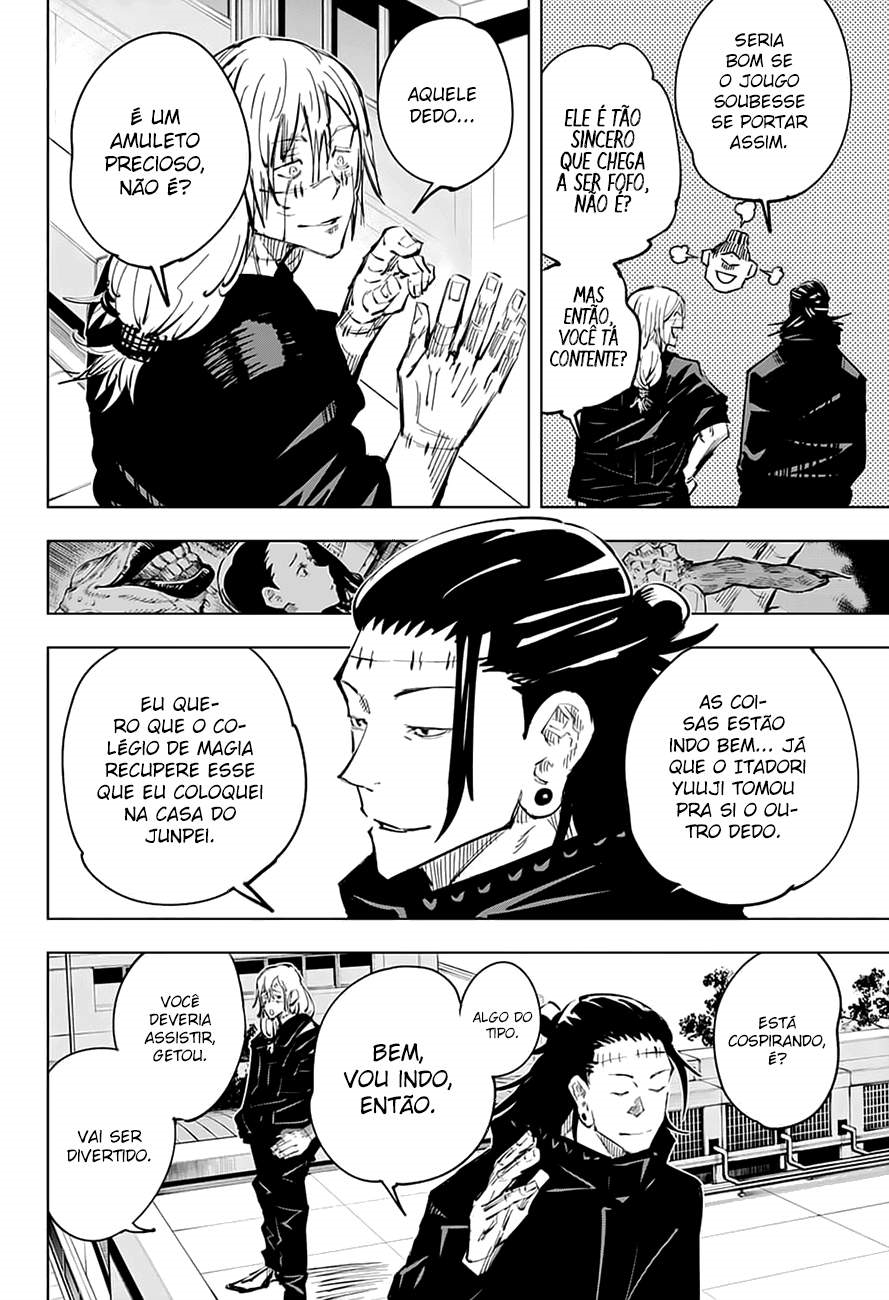 SERIA
BOM SE
O JOUGO
SOUBESSE
SE PORTAR
ASSIM.
ELE É TÃO
SINCERO
QUE CHEGA
A SER FOFO,
NÃO É?
MAS
ENTÃO,
VOCÊ TÁ
CONTENTE?
AQUELE
DEDO...
É UM
AMULETO
PRECIOSO,
NÃO É?
AS COI-
SAS ESTÃO
INDO BEM... JÁ
QUE O ITADORI
YUUJI TOMOU
PRA SI O OU
TRO DEDO.
EU QUE-
RO QUE O CO-
LÉGIO DE MAGIA
RECUPERE ESSE
QUE EU COLOQUEI
NA CASA DO
JUNPEI.
ESTÁ
COSPIRANDO,
É?
ALGO DO
TIPO.
BEM,
VOU INDO,
ENTÃO.
VOCÊ
DEVERIA
ASSISTIR,
GETOU.
VAI SER
DIVERTIDO.